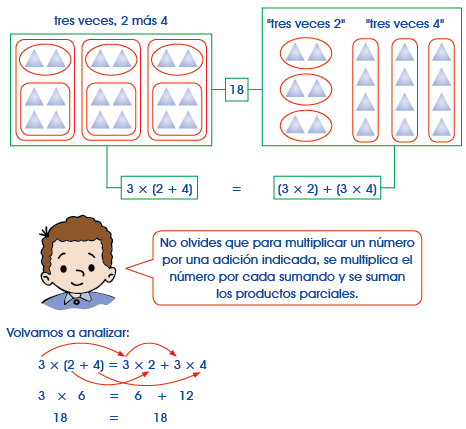 tres veces, 2 más 4
"tres veces 2" "tres veces 4"
18
3 × (2 + 4) = (3 × 2) + (3 × 4)
No olvides que para multiplicar un número
por una adición indicada, se multiplica el
número por cada sumando y se suman
los productos parciales.
Volvamos a analizar:
3 × (2 + 4) = 3 × 2 + 3 × 4
3 × 6 = 6 + 12
18 = 18